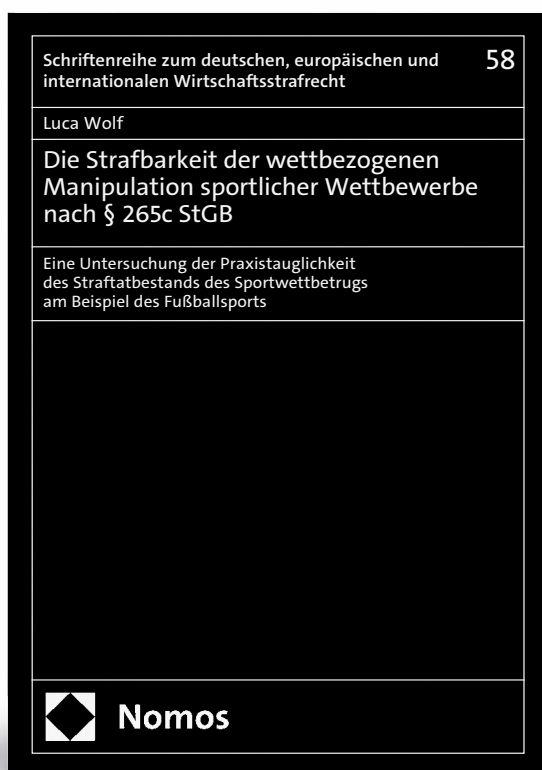 Schriftenreihe zum deutschen, europäischen und
internationalen Wirtschaftsstrafrecht
58
Luca Wolf
Die Strafbarkeit der wettbezogenen
Manipulation sportlicher Wettbewerbe
nach § 265c StGB
Eine Untersuchung der Praxistauglichkeit
des Straftatbestands des Sportwettbetrugs
am Beispiel des Fußballsports
Nomos